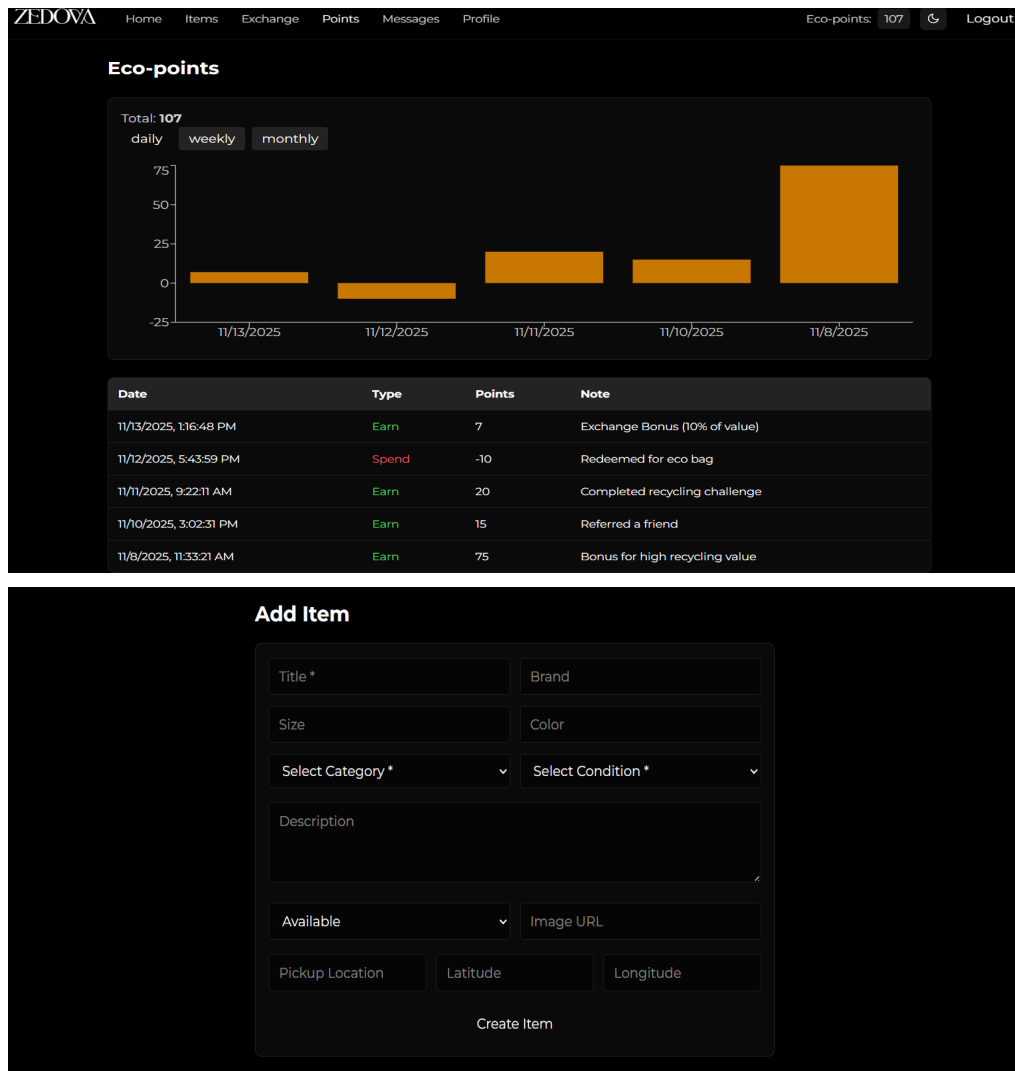 ZEDOVA Home Items Exchange Points Messages Profile Eco-points: 107 Logout
Eco-points
Total: 107
daily weekly monthly
75
50
25
0
-25
11/13/2025 11/12/2025 11/11/2025 11/10/2025 11/8/2025
Date Type Points Note
11/13/2025, 1:16:48 PM Earn 7 Exchange Bonus (10% of value)
11/12/2025, 5:43:59 PM Spend -10 Redeemed for eco bag
11/11/2025, 9:22:11 AM Earn 20 Completed recycling challenge
11/10/2025, 3:02:31 PM Earn 15 Referred a friend
11/8/2025, 11:33:21 AM Earn 75 Bonus for high recycling value
Add Item
Title * Brand
Size Color
Select Category * Select Condition *
Description
Available Image URL
Pickup Location Latitude Longitude
Create Item